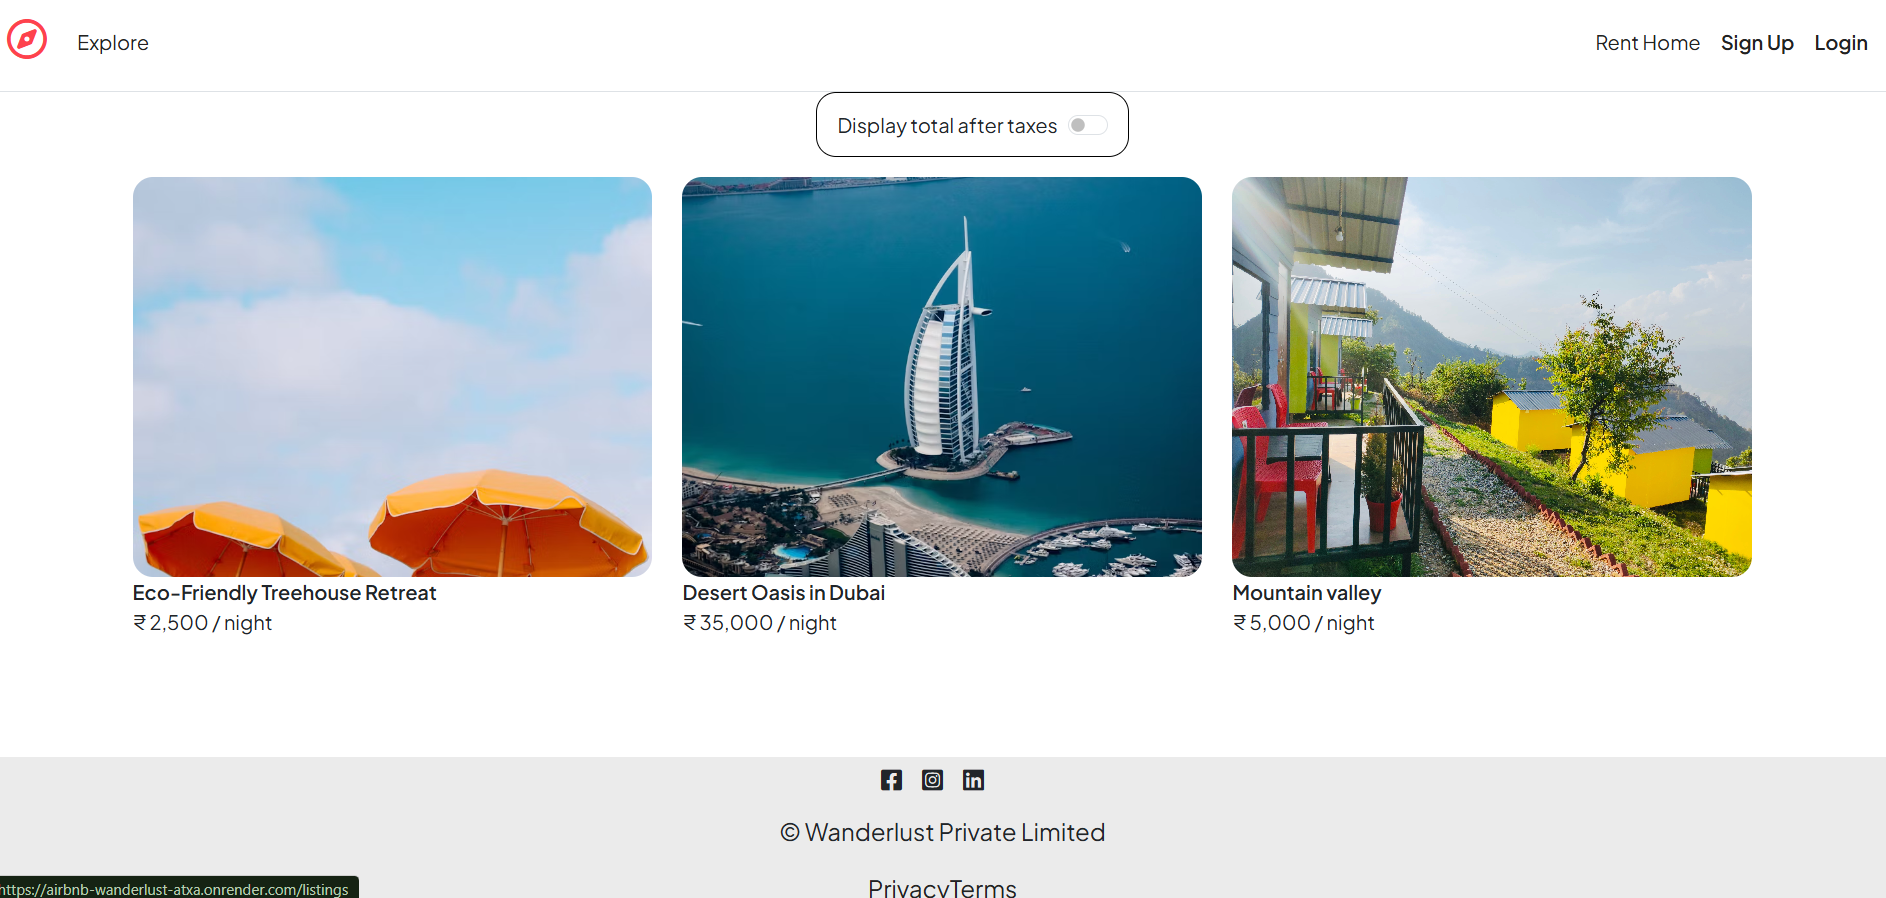 Explore
Rent Home Sign Up Login
Display total after taxes
Eco-Friendly Treehouse Retreat
₹ 2,500 / night
Desert Oasis in Dubai
₹ 35,000 / night
Mountain valley
₹ 5,000 / night
© Wanderlust Private Limited
PrivacyTerms
https://airbnb-wanderlust-atxa.onrender.com/listings